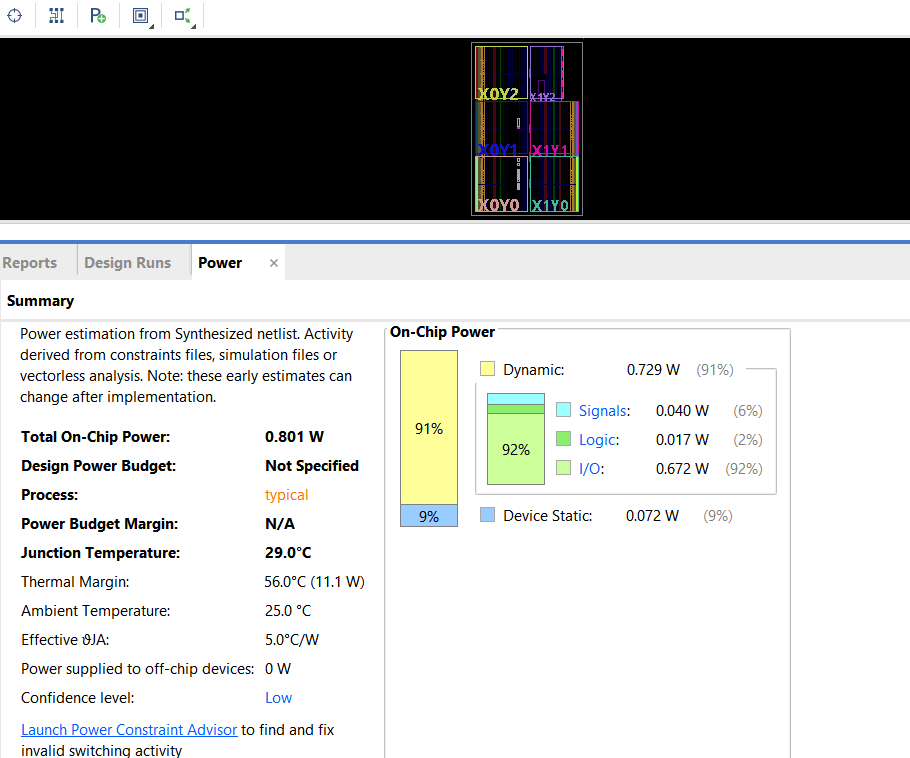 X0Y2
X1Y2
X0Y1
X1Y1
X0Y0
X1Y0
Reports
Design Runs
Power
Summary
Power estimation from Synthesized netlist. Activity
derived from constraints files, simulation files or
vectorless analysis. Note: these early estimates can
change after implementation.
Total On-Chip Power: 0.801 W
Design Power Budget: Not Specified
Process: typical
Power Budget Margin: N/A
Junction Temperature: 29.0°C
Thermal Margin: 56.0°C (11.1 W)
Ambient Temperature: 25.0 °C
Effective ϑJA: 5.0°C/W
Power supplied to off-chip devices: 0 W
Confidence level: Low
Launch Power Constraint Advisor to find and fix
invalid switching activity
On-Chip Power
91%
9%
Dynamic: 0.729 W (91%)
92%
Signals: 0.040 W (6%)
Logic: 0.017 W (2%)
I/O: 0.672 W (92%)
Device Static: 0.072 W (9%)